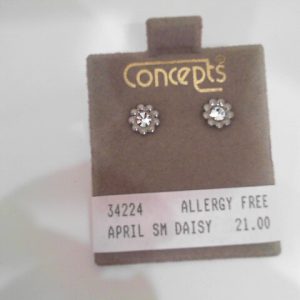 Concepts
34224 ALLERGY FREE
APRIL SM DAISY 21.00